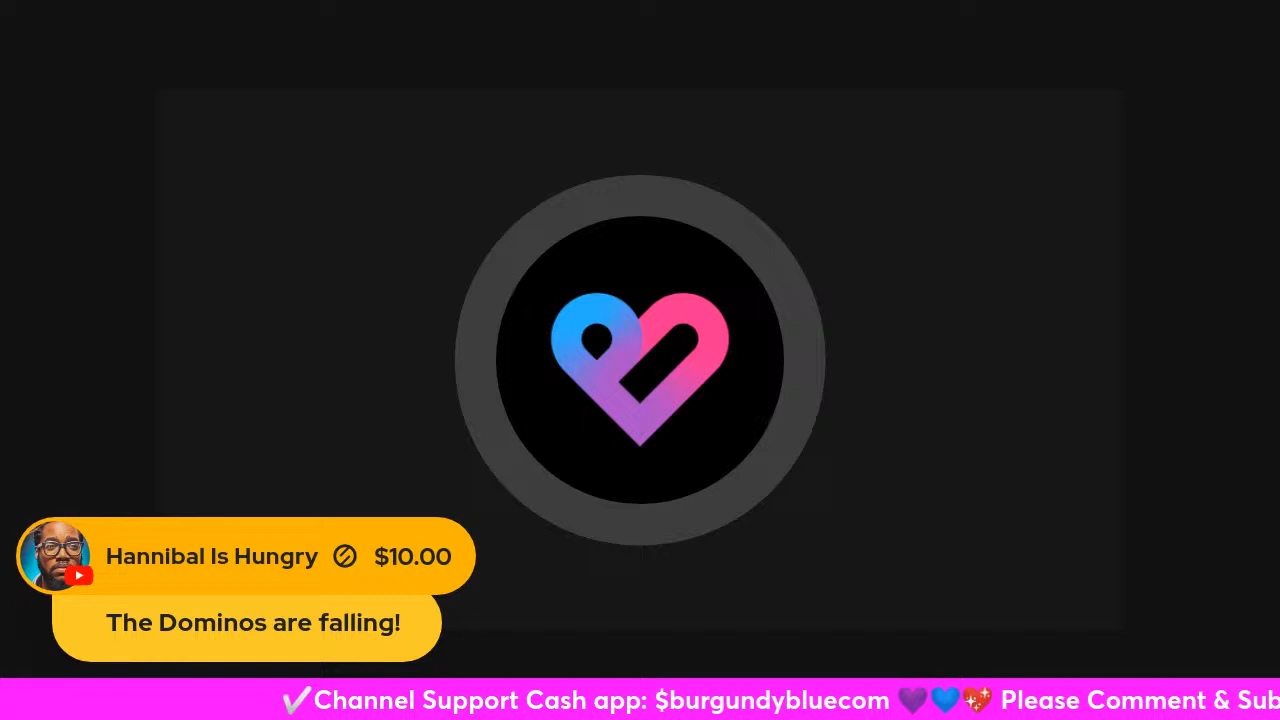 Hannibal Is Hungry $10.00
The Dominos are falling!
✔️Channel Support Cash app: $burgundybluecom 💜💙💖 Please Comment & Sub